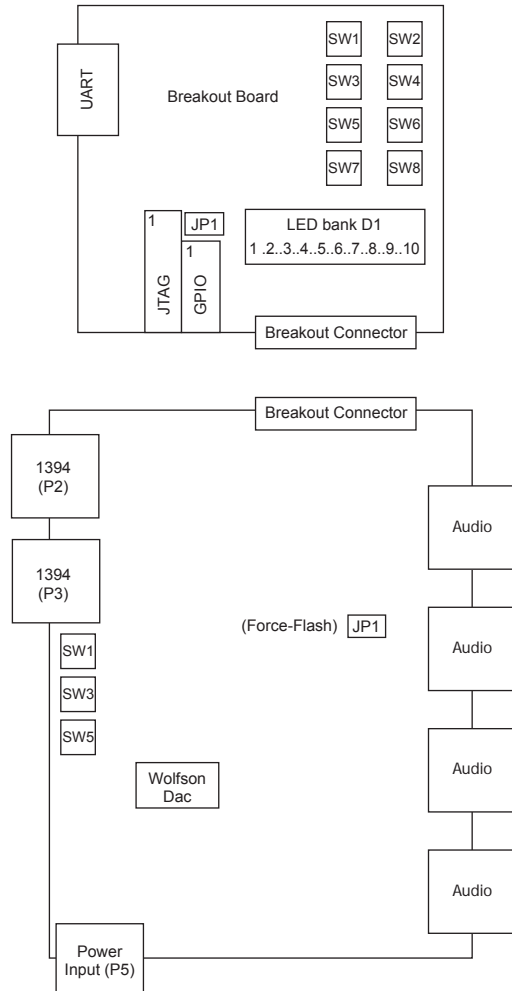 SW1 SW2
UART
Breakout Board
SW3 SW4
SW5 SW6
SW7 SW8
1
JP1
LED bank D1
1 .2..3..4..5..6..7..8..9..10
1
JTAG
GPIO
Breakout Connector
Breakout Connector
1394
(P2)
Audio
1394
(P3)
(Force-Flash) JP1
Audio
SW1
SW3
SW5
Audio
Wolfson
Dac
Audio
Power
Input (P5)